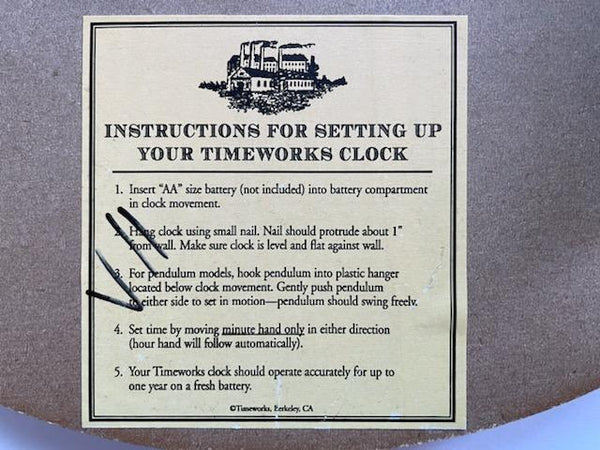 INSTRUCTIONS FOR SETTING UP
YOUR TIMEWORKS CLOCK
1. Insert "AA" size battery (not included) into battery compartment
in clock movement.
2. Hang clock using small nail. Nail should protrude about 1"
from wall. Make sure clock is level and flat against wall.
3. For pendulum models, hook pendulum into plastic hanger
located below clock movement. Gently push pendulum
to either side to set in motion—pendulum should swing freely.
4. Set time by moving minute hand only in either direction
(hour hand will follow automatically).
5. Your Timeworks clock should operate accurately for up to
one year on a fresh battery.
©Timeworks, Berkeley, CA